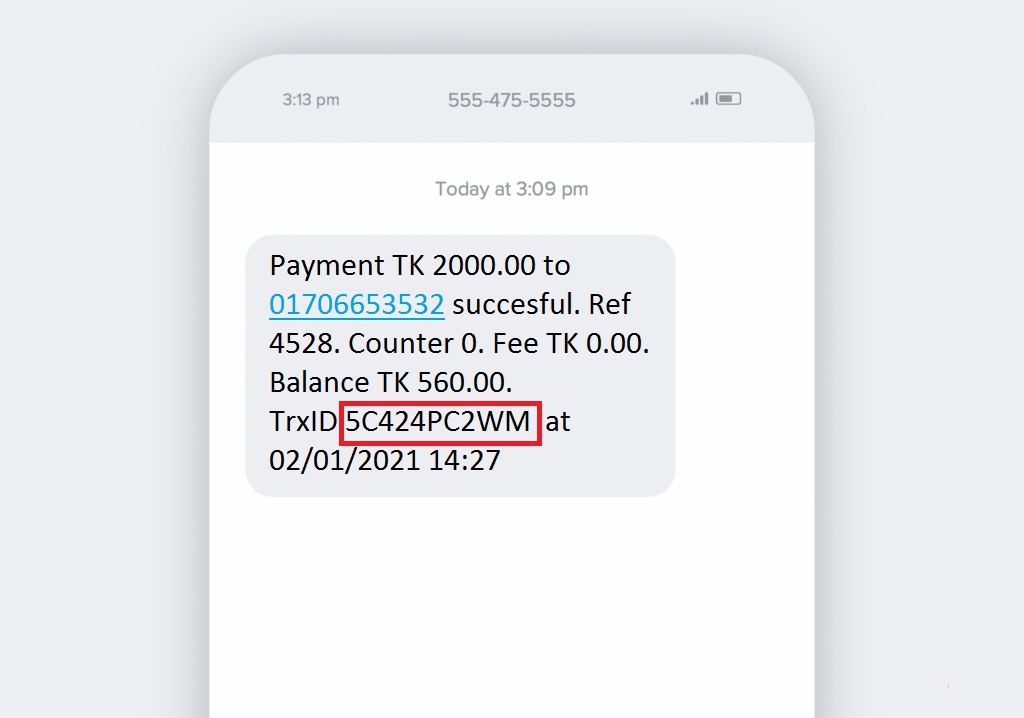 3:13 pm 555-475-5555
Today at 3:09 pm
Payment TK 2000.00 to
01706653532 succesful. Ref
4528. Counter 0. Fee TK 0.00.
Balance TK 560.00.
TrxID 5C424PC2WM at
02/01/2021 14:27